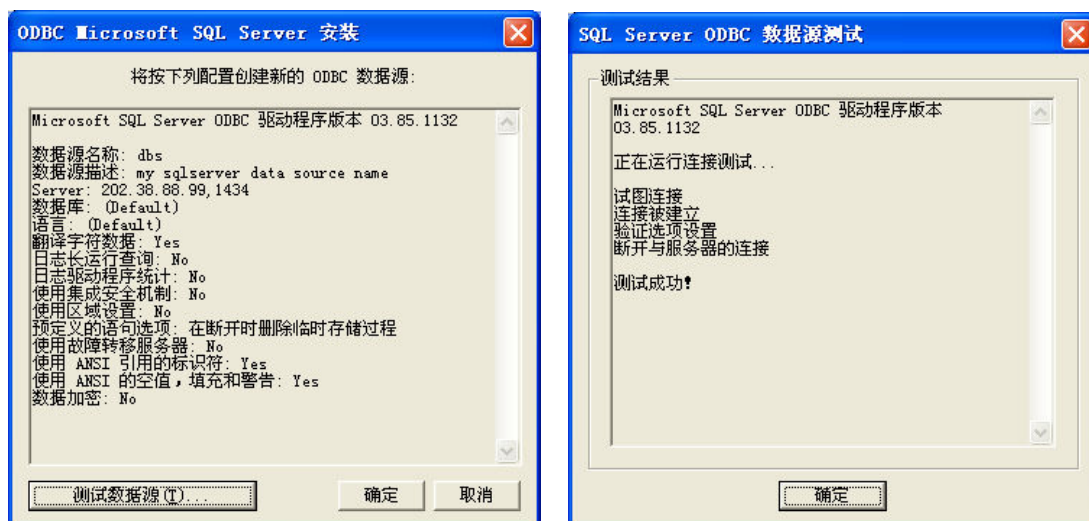 ODBC Microsoft SQL Server 安装
将按下列配置创建新的 ODBC 数据源:
Microsoft SQL Server ODBC 驱动程序版本 03.85.1132
数据源名称: dbs
数据源描述: my sqlserver data source name
Server: 202.38.88.99,1434
数据库: (Default)
语言: (Default)
翻译字符数据: Yes
日志长运行查询: No
日志驱动程序统计: No
使用集成安全机制: No
使用区域设置: No
预定义的语句选项: 在断开时删除临时存储过程
使用故障转移服务器: No
使用 ANSI 引用的标识符: Yes
使用 ANSI 的空值,填充和警告: Yes
数据加密: No
测试数据源(T)...
确定
取消
SQL Server ODBC 数据源测试
测试结果
Microsoft SQL Server ODBC 驱动程序版本
03.85.1132
正在运行连接测试...
试图连接
连接被建立
验证选项设置
断开与服务器的连接
测试成功!
确定